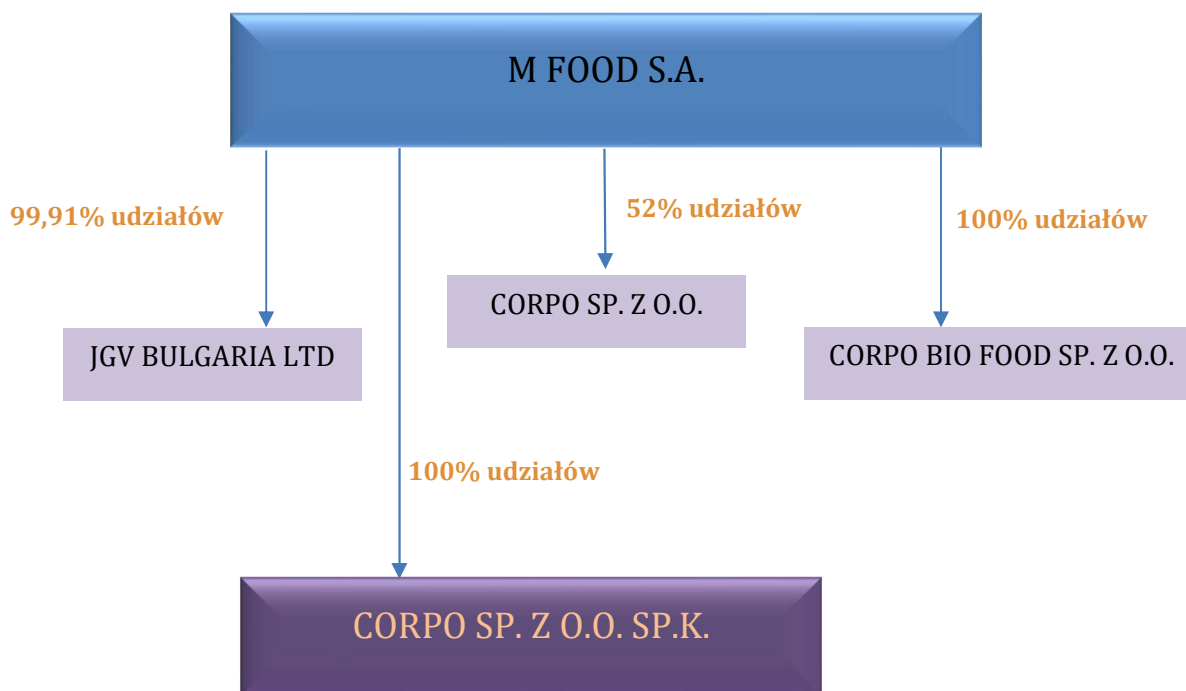 M FOOD S.A.
99,91% udziałów
52% udziałów
100% udziałów
CORPO SP. Z O.O.
JGV BULGARIA LTD
CORPO BIO FOOD SP. Z O.O.
100% udziałów
CORPO SP. Z O.O. SP.K.